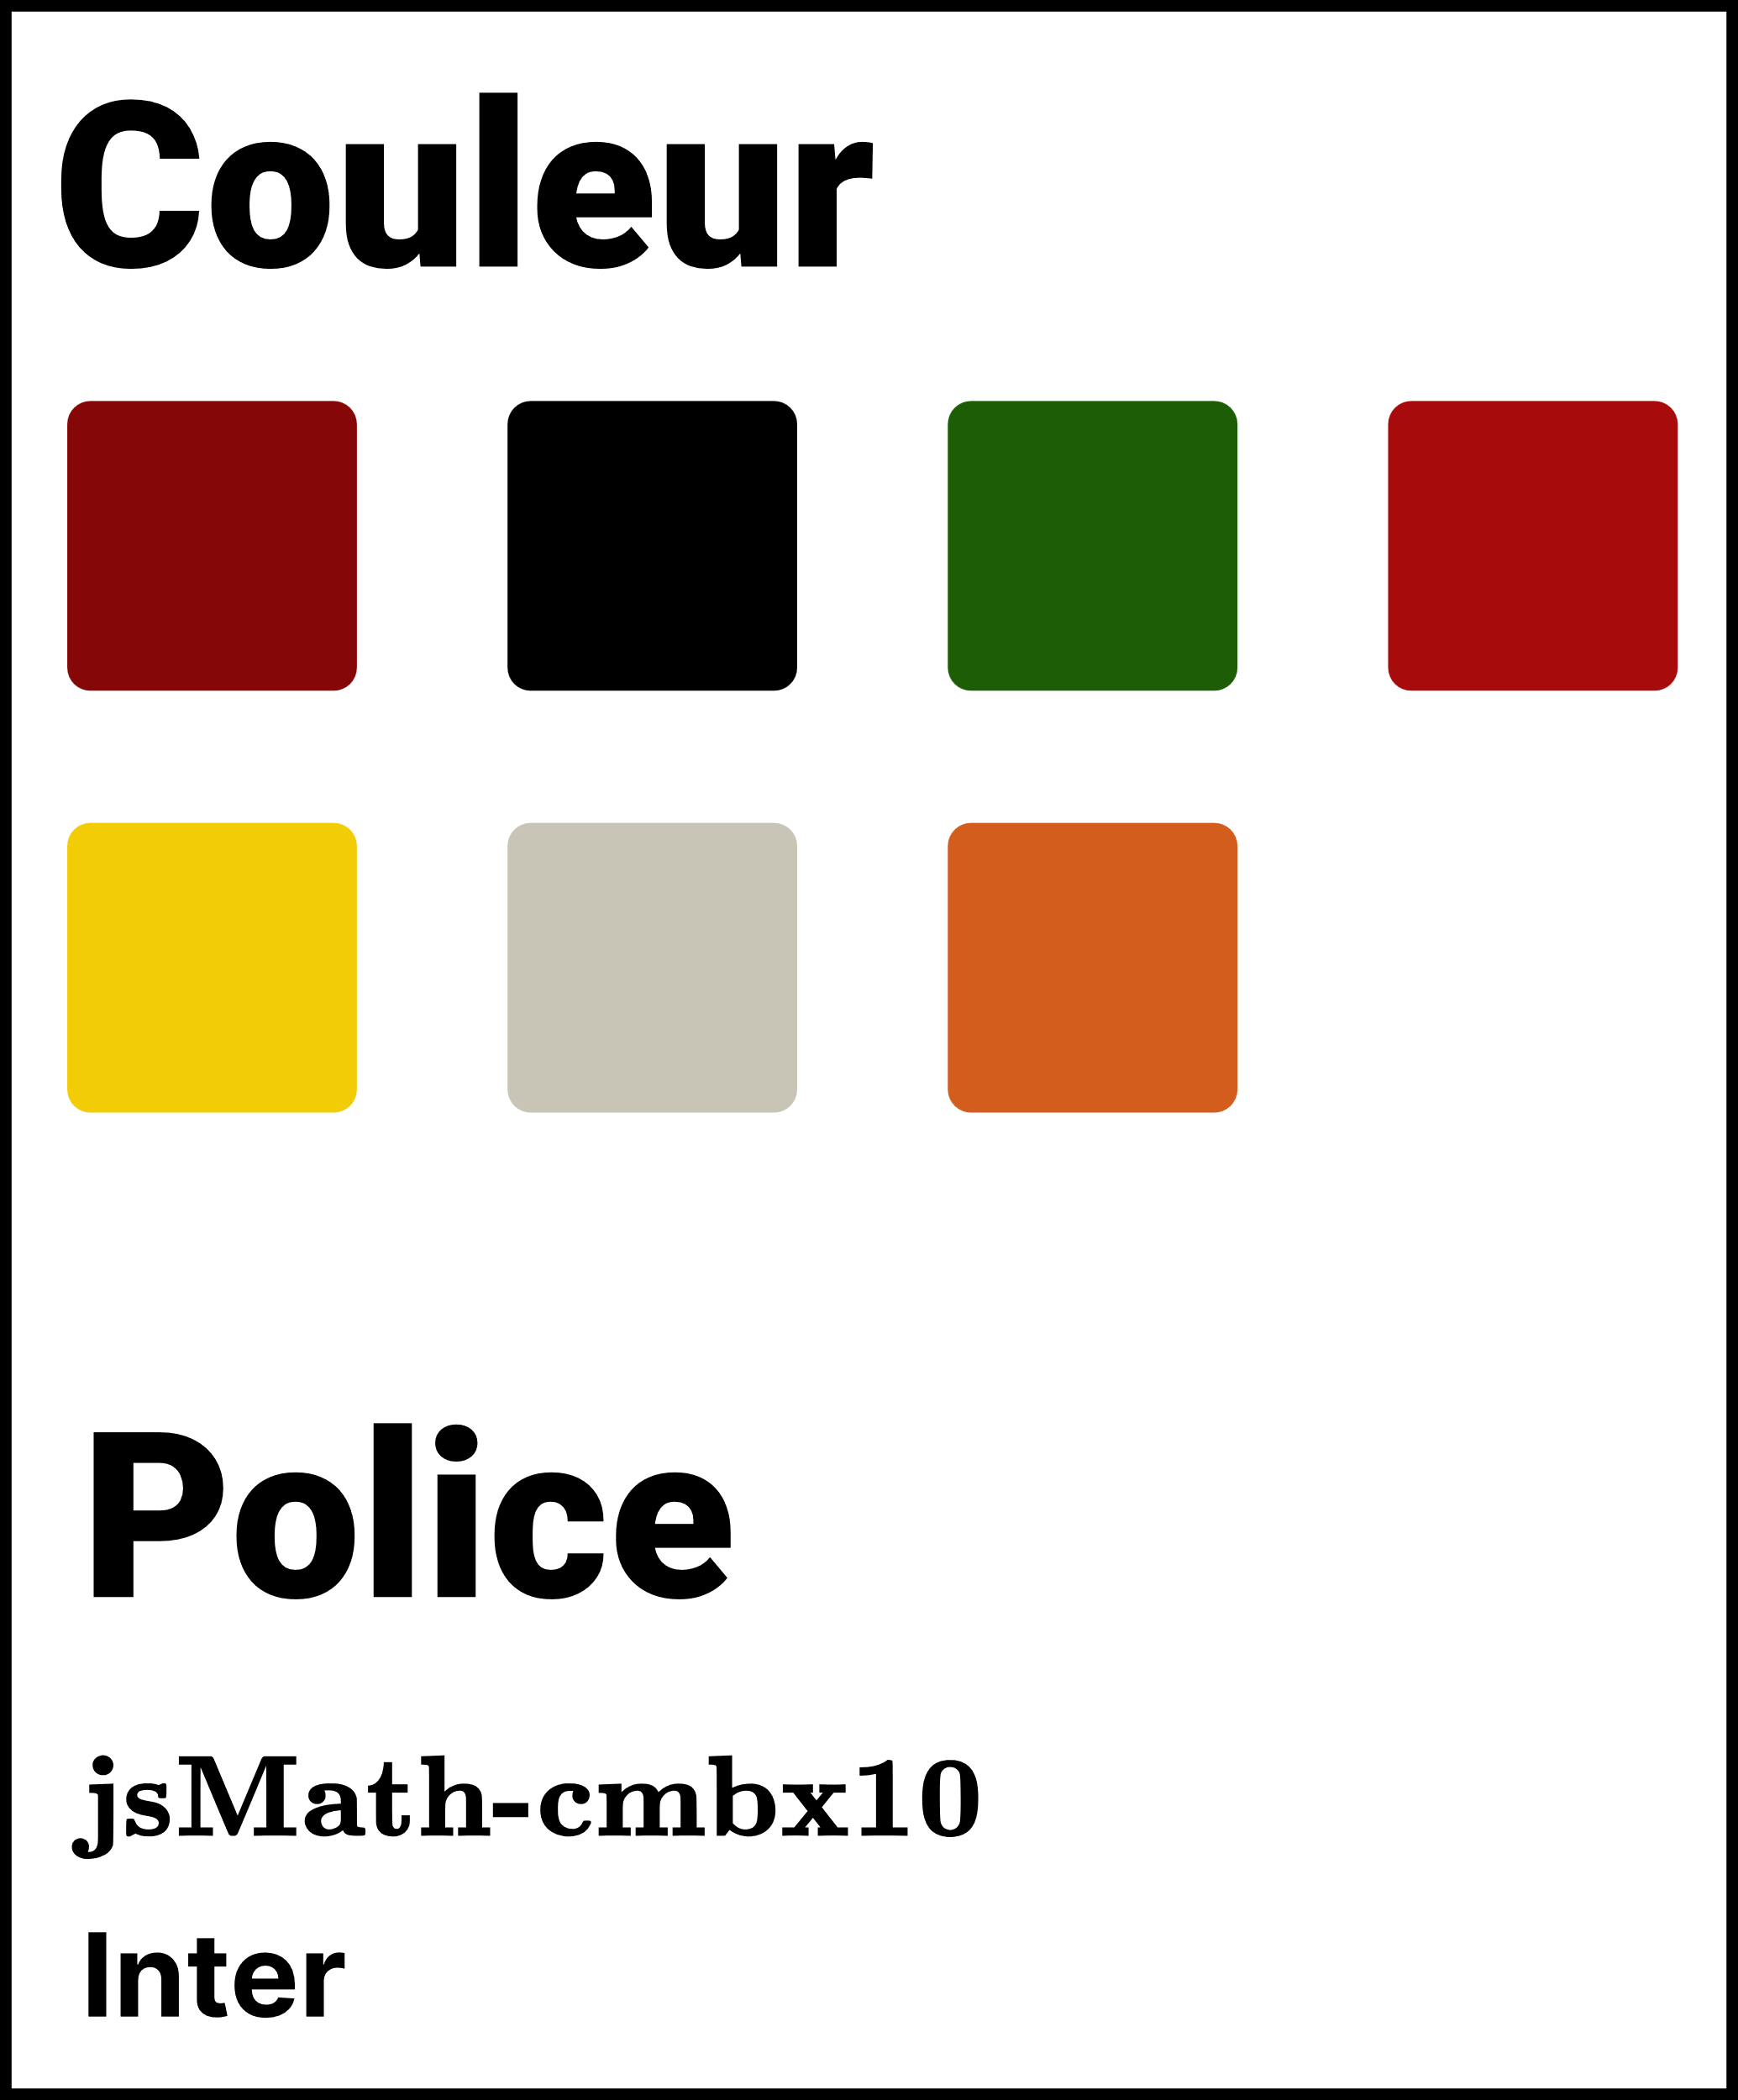 Couleur
Police
jsMath-cmbx10
Inter